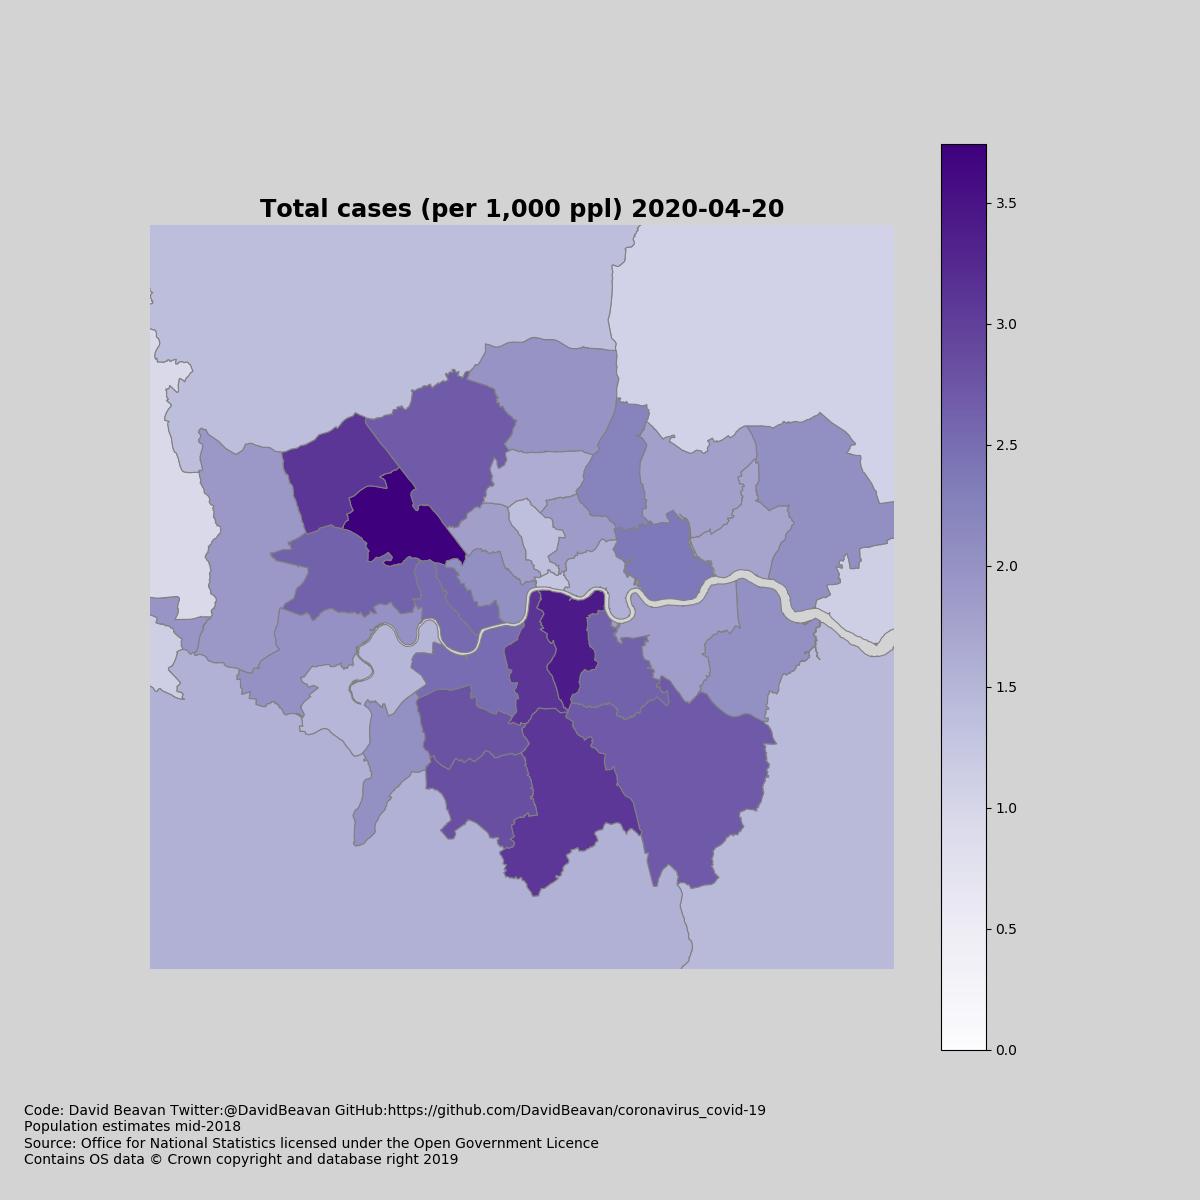 Total cases (per 1,000 ppl) 2020-04-20
3.5
3.0
2.5
2.0
1.5
1.0
0.5
0.0
Code: David Beavan Twitter:@DavidBeavan GitHub:https://github.com/DavidBeavan/coronavirus_covid-19
Population estimates mid-2018
Source: Office for National Statistics licensed under the Open Government Licence
Contains OS data © Crown copyright and database right 2019